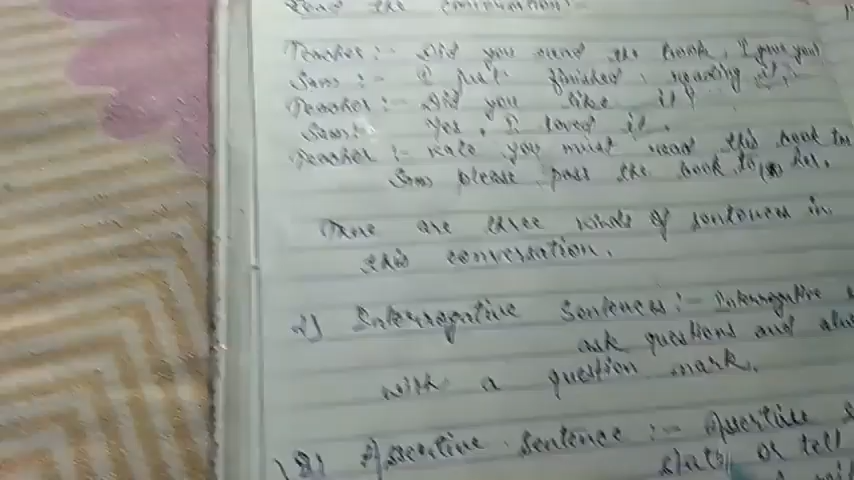 Read the conversation :-
Teacher :- Did you read the book, I gave you
Sam :- I just finished reading it.
Teacher :- Did you like it?
Sam :- Yes, I loved it.
Teacher :- Kate you must read this book too
Sam please pass the book to her.
There are three kinds of sentences in
this conversation.
1) Interrogative Sentences :- Interrogative
ask questions and
with a question mark.
2) Assertive Sentence :- Assertive
state or tell